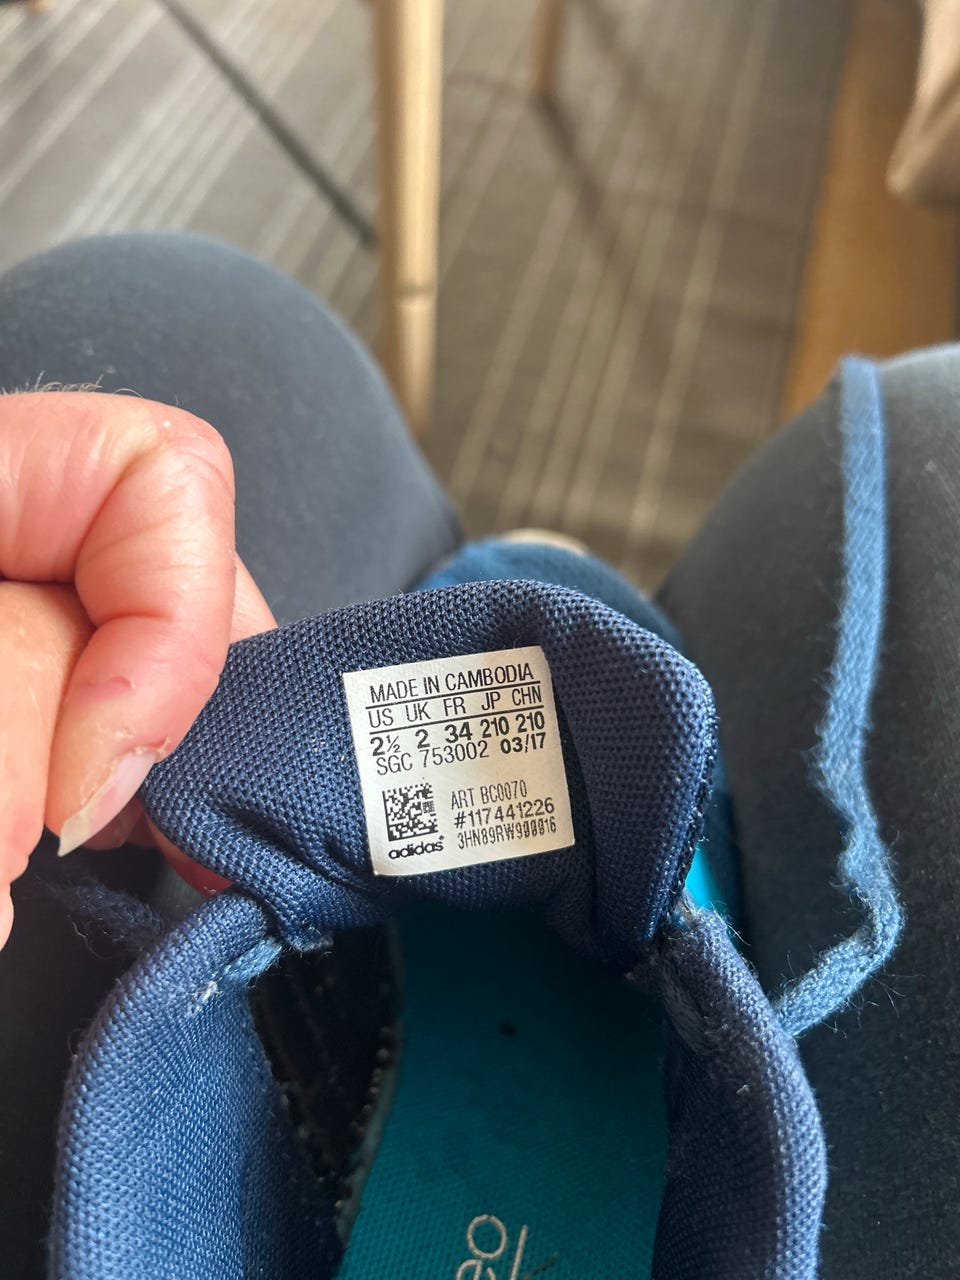 MADE IN CAMBODIA
US UK FR JP CHN
2½ 2 34 210 210
SGC 753002 03/17
ART BC0070
#117441226
adidas